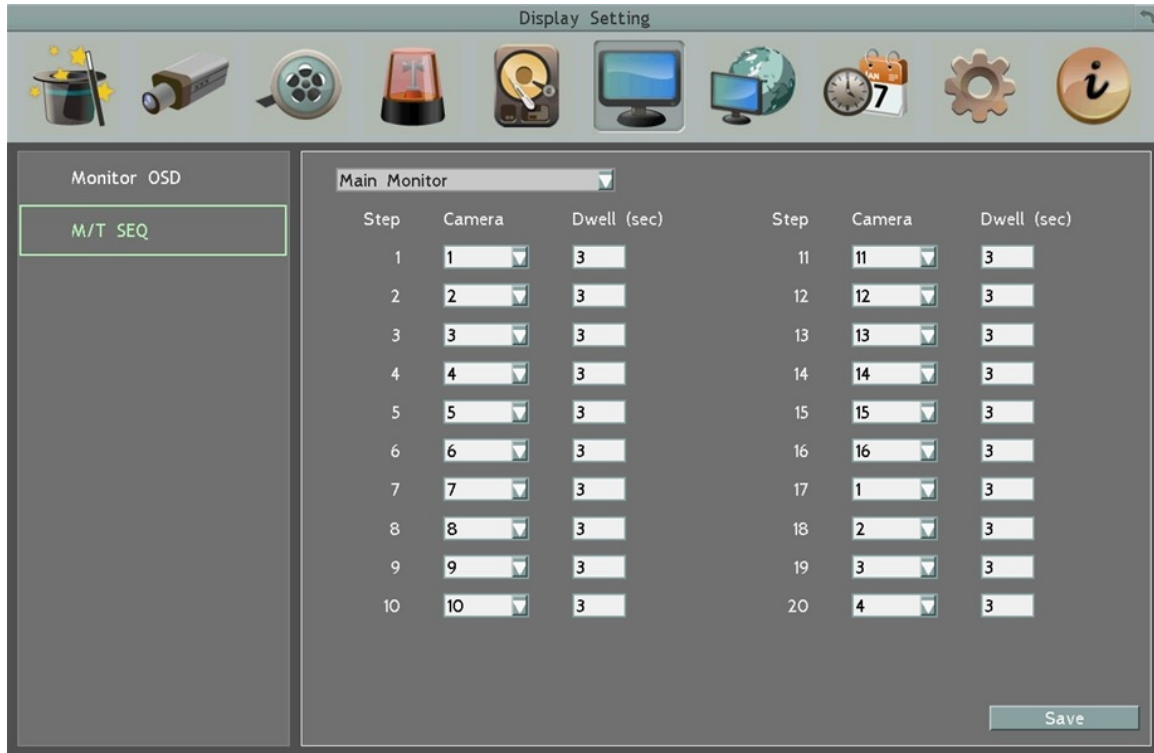 Display Setting
JAN
7
i
Monitor OSD
M/T SEQ
Main Monitor
Step Camera Dwell (sec) Step Camera Dwell (sec)
1 1 3 11 11 3
2 2 3 12 12 3
3 3 3 13 13 3
4 4 3 14 14 3
5 5 3 15 15 3
6 6 3 16 16 3
7 7 3 17 1 3
8 8 3 18 2 3
9 9 3 19 3 3
10 10 3 20 4 3
Save